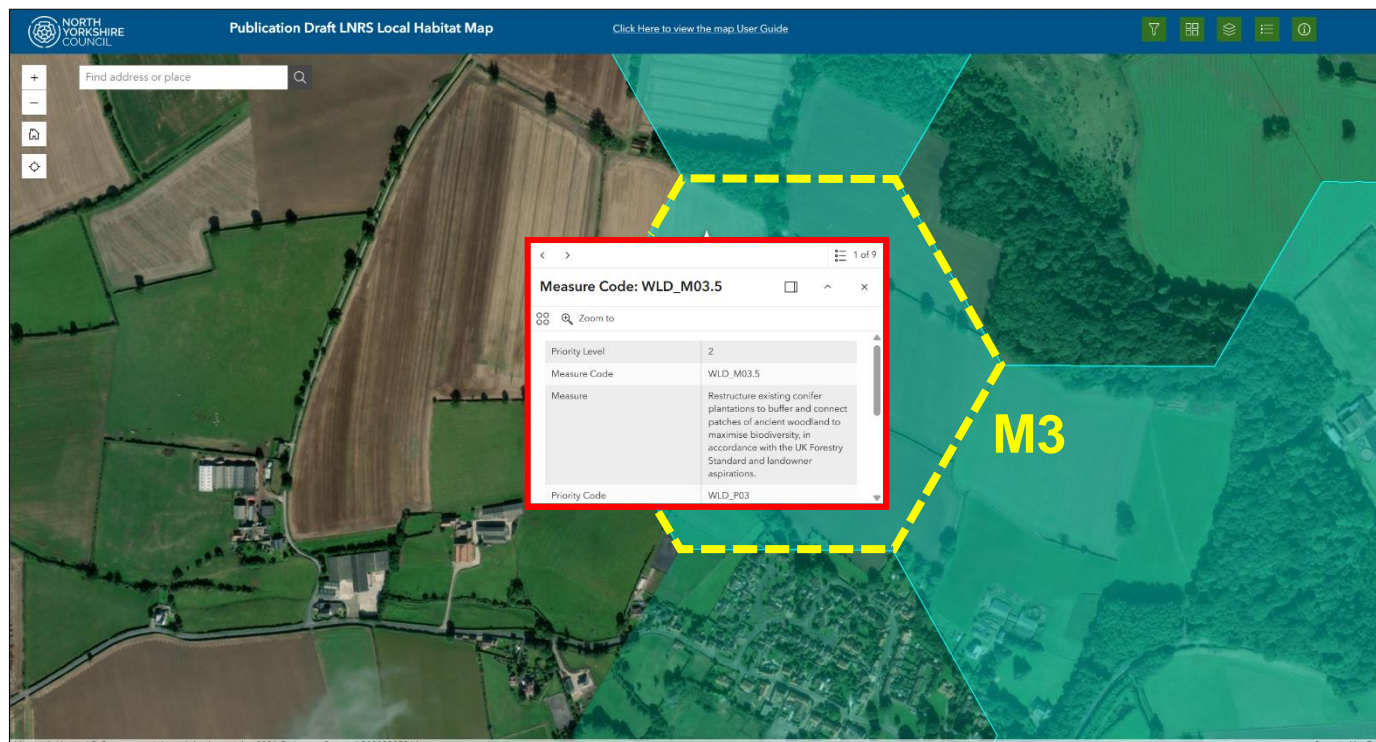 NORTH
YORKSHIRE
COUNCIL
Publication Draft LNRS Local Habitat Map
Click Here to view the map User Guide
+
Find address or place
−
1 of 9
Measure Code: WLD_M03.5
Zoom to
Priority Level 2
Measure Code WLD_M03.5
Measure Restructure existing conifer
plantations to buffer and connect
patches of ancient woodland to
maximise biodiversity, in
accordance with the UK Forestry
Standard and landowner
aspirations.
Priority Code WLD_P03
M3